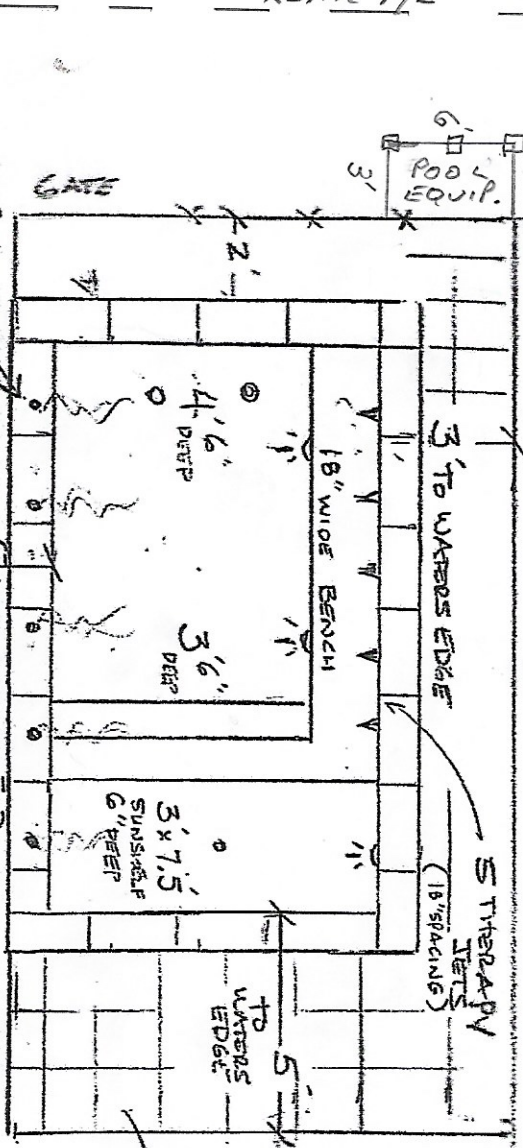 6'
POOL
EQUIP.
3'
GATE
2'
3' TO WATERS EDGE
5 THERAPY
JETS
(18" SPACING)
18" WIDE BENCH
4'6"
DEEP
3'6"
DEEP
3' x 7.5'
SUNSHELF
6" DEEP
5'
TO
WATERS
EDGE